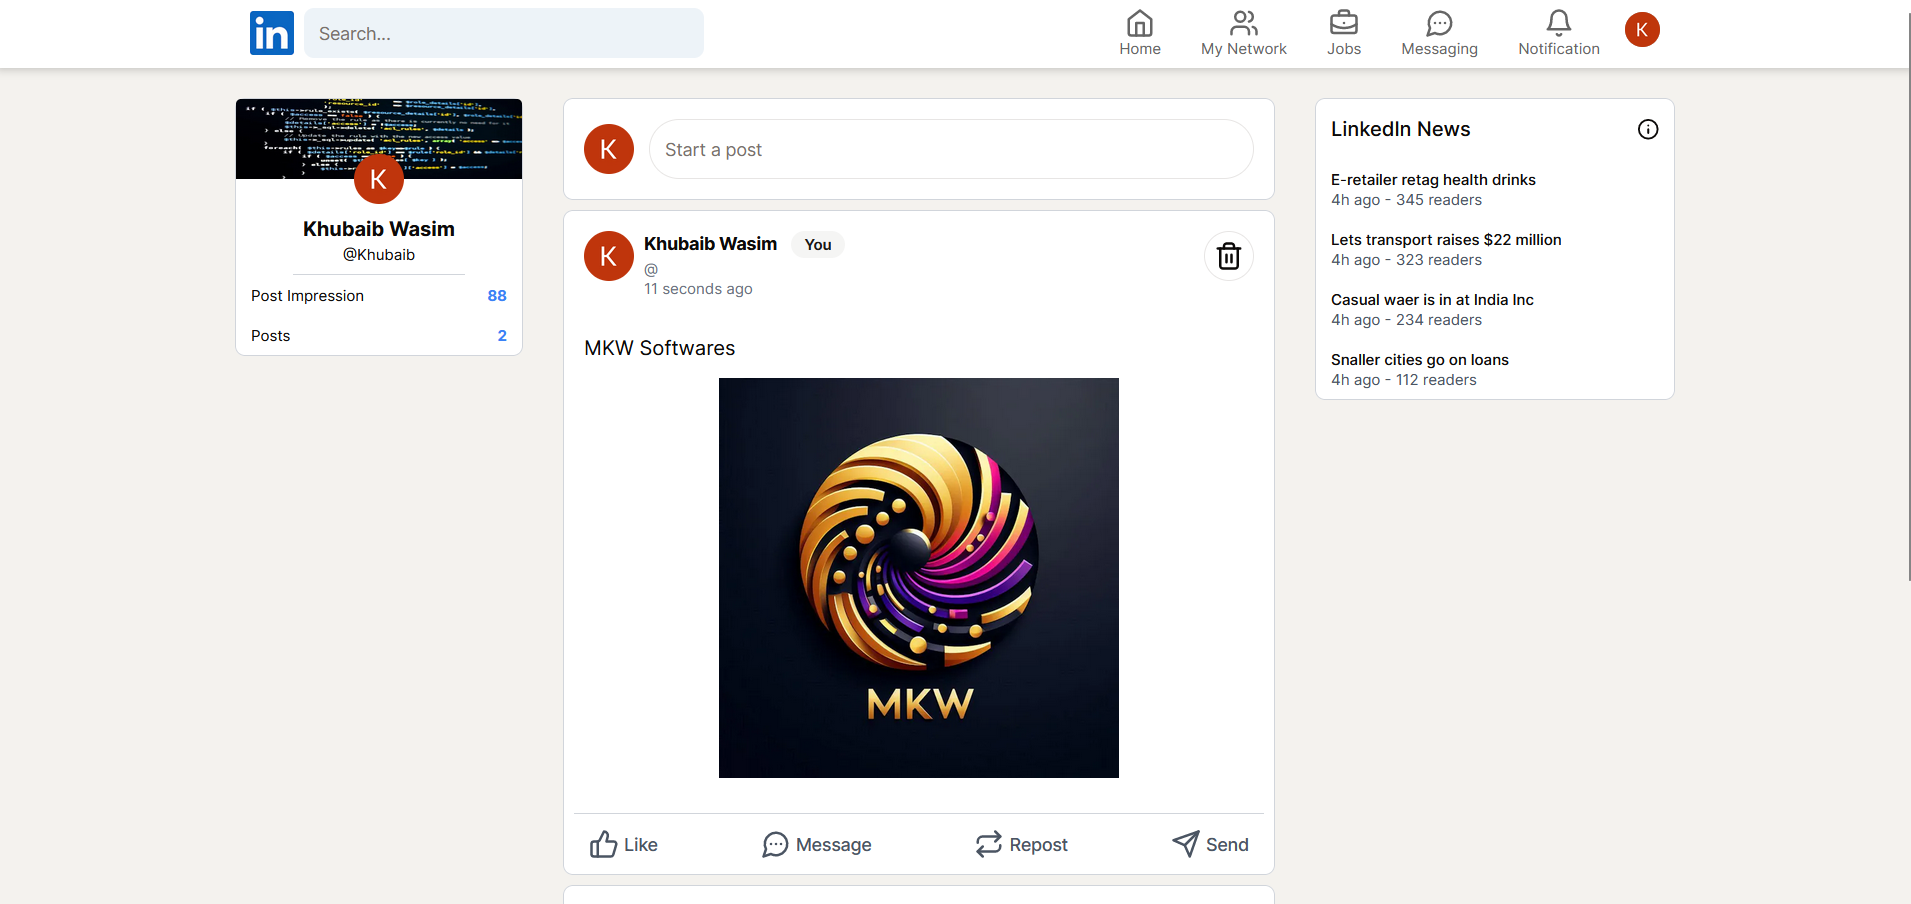 in
Search...
Home
My Network
Jobs
Messaging
Notification
K
K
Khubaib Wasim
@Khubaib
Post Impression 88
Posts 2
K
Start a post
K
Khubaib Wasim You
@
11 seconds ago
MKW Softwares
MKW
Like
Message
Repost
Send
LinkedIn News
E-retailer retag health drinks
4h ago - 345 readers
Lets transport raises $22 million
4h ago - 323 readers
Casual waer is in at India Inc
4h ago - 234 readers
Snaller cities go on loans
4h ago - 112 readers